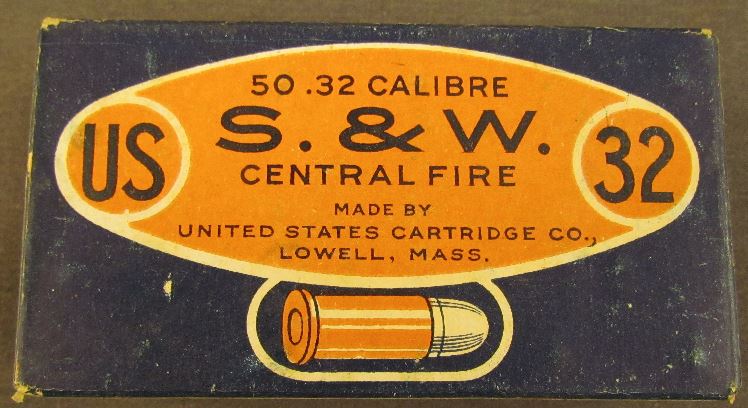 50 .32 CALIBRE
US S. & W. 32
CENTRAL FIRE
MADE BY
UNITED STATES CARTRIDGE CO.,
LOWELL, MASS.